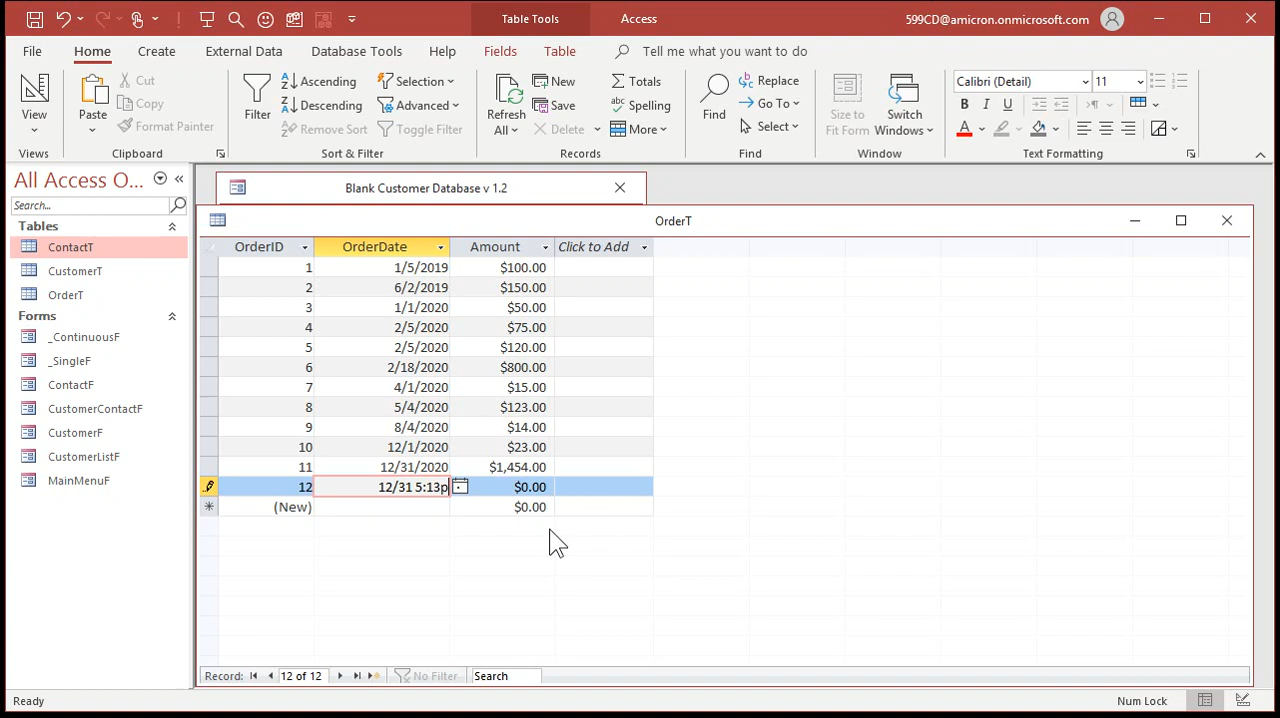 Table Tools
Access
599CD@amicron.onmicrosoft.com
File Home Create External Data Database Tools Help Fields Table Tell me what you want to do
View
Views
Paste
Cut
Copy
Format Painter
Clipboard
Filter
Ascending
Descending
Remove Sort
Selection
Advanced
Toggle Filter
Sort & Filter
Refresh
All
New
Save
Delete
Totals
Spelling
More
Records
Find
Replace
Go To
Select
Find
Size to
Fit Form
Switch
Windows
Window
Calibri (Detail) 11
B I U
A
Text Formatting
All Access O...
Search...
Tables
ContactT
CustomerT
OrderT
Forms
_ContinuousF
_SingleF
ContactF
CustomerContactF
CustomerF
CustomerListF
MainMenuF
Blank Customer Database v 1.2
OrderT
OrderID OrderDate Amount Click to Add
1 1/5/2019 $100.00
2 6/2/2019 $150.00
3 1/1/2020 $50.00
4 2/5/2020 $75.00
5 2/5/2020 $120.00
6 2/18/2020 $800.00
7 4/1/2020 $15.00
8 5/4/2020 $123.00
9 8/4/2020 $14.00
10 12/1/2020 $23.00
11 12/31/2020 $1,454.00
12 12/31 5:13p $0.00
(New) $0.00
Record: 12 of 12 No Filter Search
Ready
Num Lock